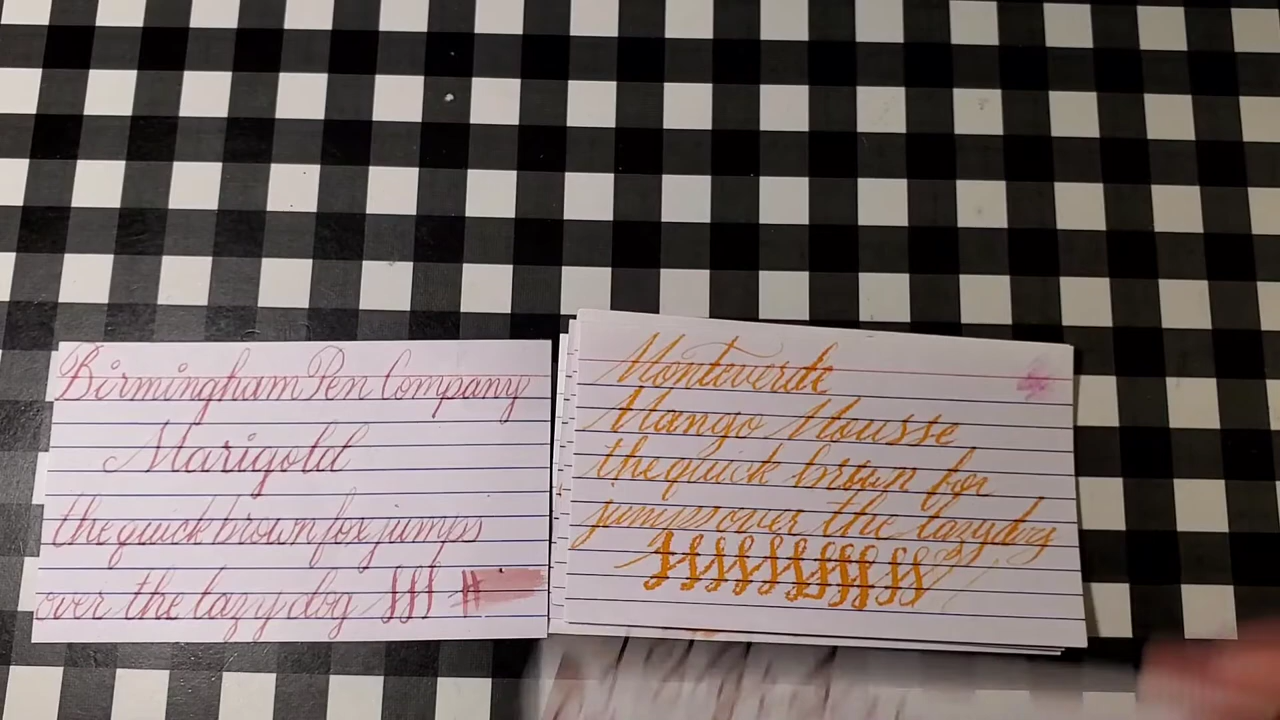 Birmingham Pen Company
Marigold
the quick brown fox jumps
over the lazy dog
Monteverde
Mango Mousse
the quick brown fox
jumps over the lazy dog